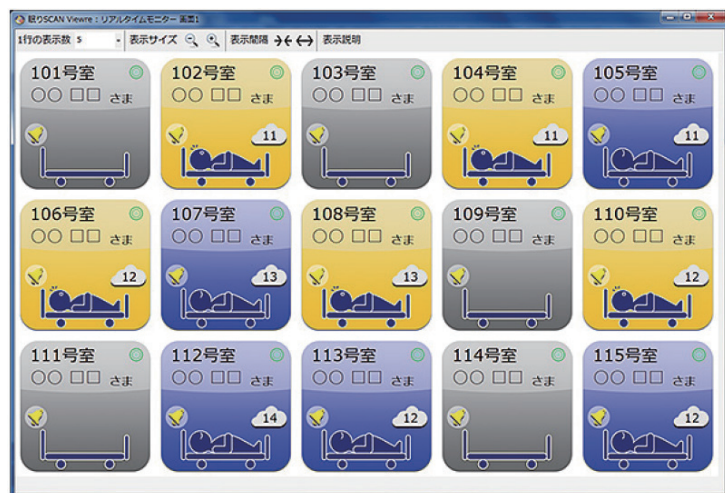 眠りSCAN Viewre：リアルタイムモニター 画面1
1行の表示数 5 表示サイズ 表示間隔 表示説明
101号室 102号室 103号室 104号室 105号室
○○ □□ さま ○○ □□ さま ○○ □□ さま ○○ □□ さま ○○ □□ さま
11 11 11
106号室 107号室 108号室 109号室 110号室
○○ □□ さま ○○ □□ さま ○○ □□ さま ○○ □□ さま ○○ □□ さま
12 13 13 12
111号室 112号室 113号室 114号室 115号室
○○ □□ さま ○○ □□ さま ○○ □□ さま ○○ □□ さま ○○ □□ さま
14 12 12